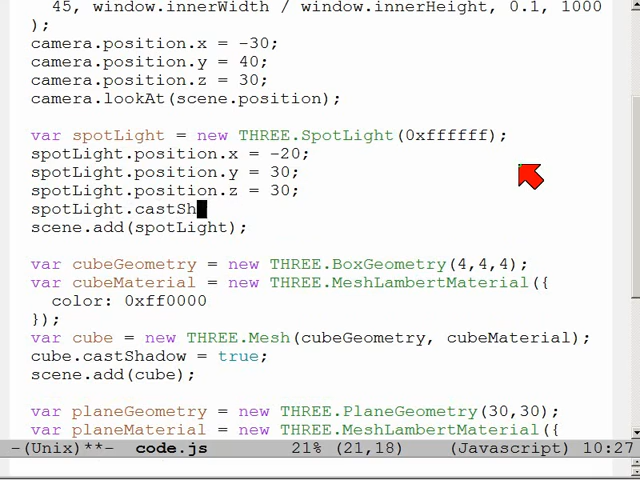 45, window.innerWidth / window.innerHeight, 0.1, 1000
);
camera.position.x = -30;
camera.position.y = 40;
camera.position.z = 30;
camera.lookAt(scene.position);
var spotLight = new THREE.SpotLight(0xffffff);
spotLight.position.x = -20;
spotLight.position.y = 30;
spotLight.position.z = 30;
spotLight.castSh
scene.add(spotLight);
var cubeGeometry = new THREE.BoxGeometry(4,4,4);
var cubeMaterial = new THREE.MeshLambertMaterial({
color: 0xff0000
});
var cube = new THREE.Mesh(cubeGeometry, cubeMaterial);
cube.castShadow = true;
scene.add(cube);
var planeGeometry = new THREE.PlaneGeometry(30,30);
var planeMaterial = new THREE.MeshLambertMaterial({
-(Unix)**- code.js 21% (21,18) (Javascript) 10:27